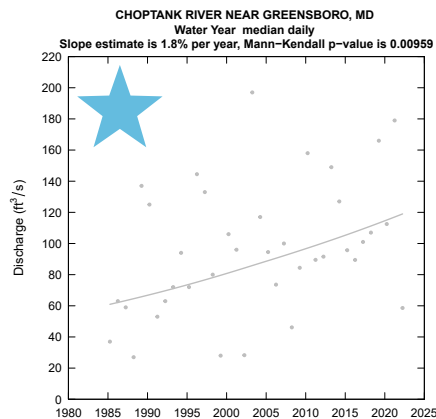 CHOPTANK RIVER NEAR GREENSBORO, MD
Water Year  median daily
Slope estimate is 1.8% per year, Mann−Kendall p−value is 0.00959
220
200
180
160
140
120
100
80
60
40
20
0
Discharge (ft³/s)
1980 1985 1990 1995 2000 2005 2010 2015 2020 2025